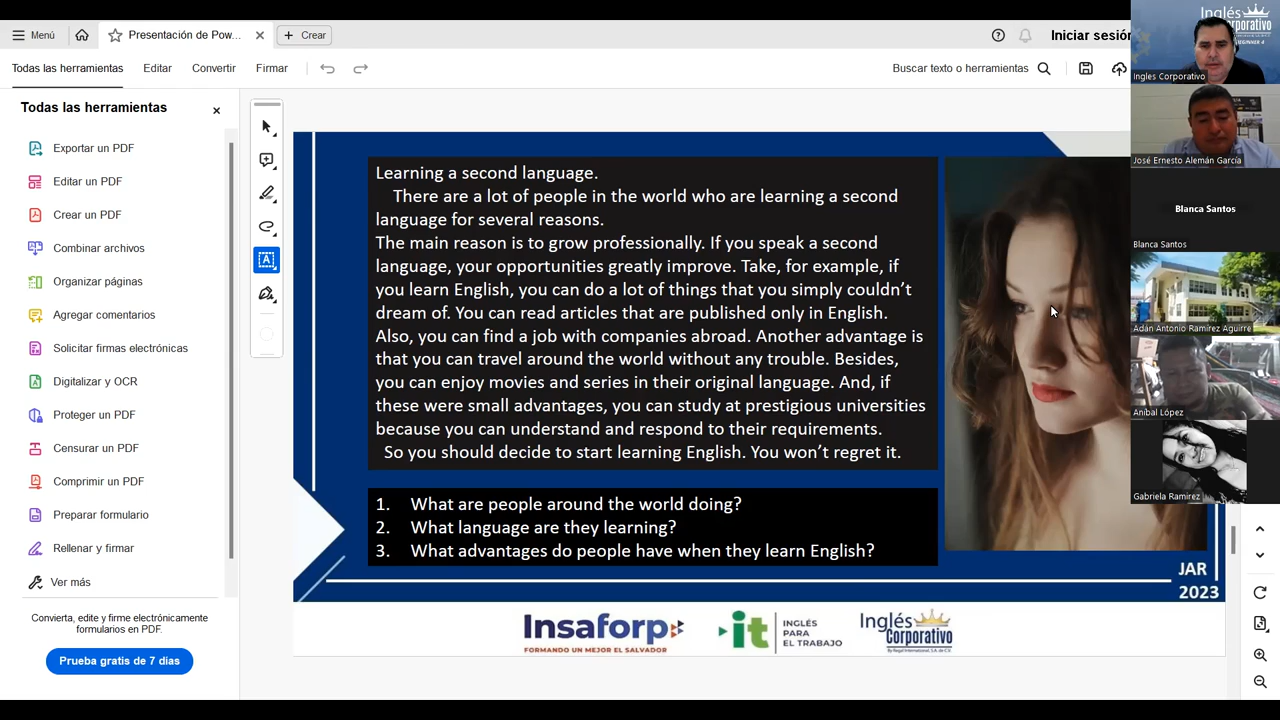 Menú
Presentación de Pow...
Crear
Iniciar sesión
Todas las herramientas
Editar
Convertir
Firmar
Buscar texto o herramientas
Todas las herramientas
Exportar un PDF
Editar un PDF
Crear un PDF
Combinar archivos
Organizar páginas
Agregar comentarios
Solicitar firmas electrónicas
Digitalizar y OCR
Proteger un PDF
Censurar un PDF
Comprimir un PDF
Preparar formulario
Rellenar y firmar
Ver más
Convierta, edite y firme electrónicamente
formularios en PDF.
Prueba gratis de 7 días
Learning a second language.
There are a lot of people in the world who are learning a second
language for several reasons.
The main reason is to grow professionally. If you speak a second
language, your opportunities greatly improve. Take, for example, if
you learn English, you can do a lot of things that you simply couldn't
dream of. You can read articles that are published only in English.
Also, you can find a job with companies abroad. Another advantage is
that you can travel around the world without any trouble. Besides,
you can enjoy movies and series in their original language. And, if
these were small advantages, you can study at prestigious universities
because you can understand and respond to their requirements.
So you should decide to start learning English. You won't regret it.
1. What are people around the world doing?
2. What language are they learning?
3. What advantages do people have when they learn English?
JAR
2023
Insaforp
FORMANDO UN MEJOR EL SALVADOR
it
INGLÉS
PARA
EL TRABAJO
Inglés
Corporativo
By Regal International, S.A. de C.V.
Inglés
Corporativo
BEGINNER 4
Ingles Corporativo
José Ernesto Alemán García
Blanca Santos
Blanca Santos
Adán Antonio Ramírez Aguirre
Aníbal López
Gabriela Ramírez